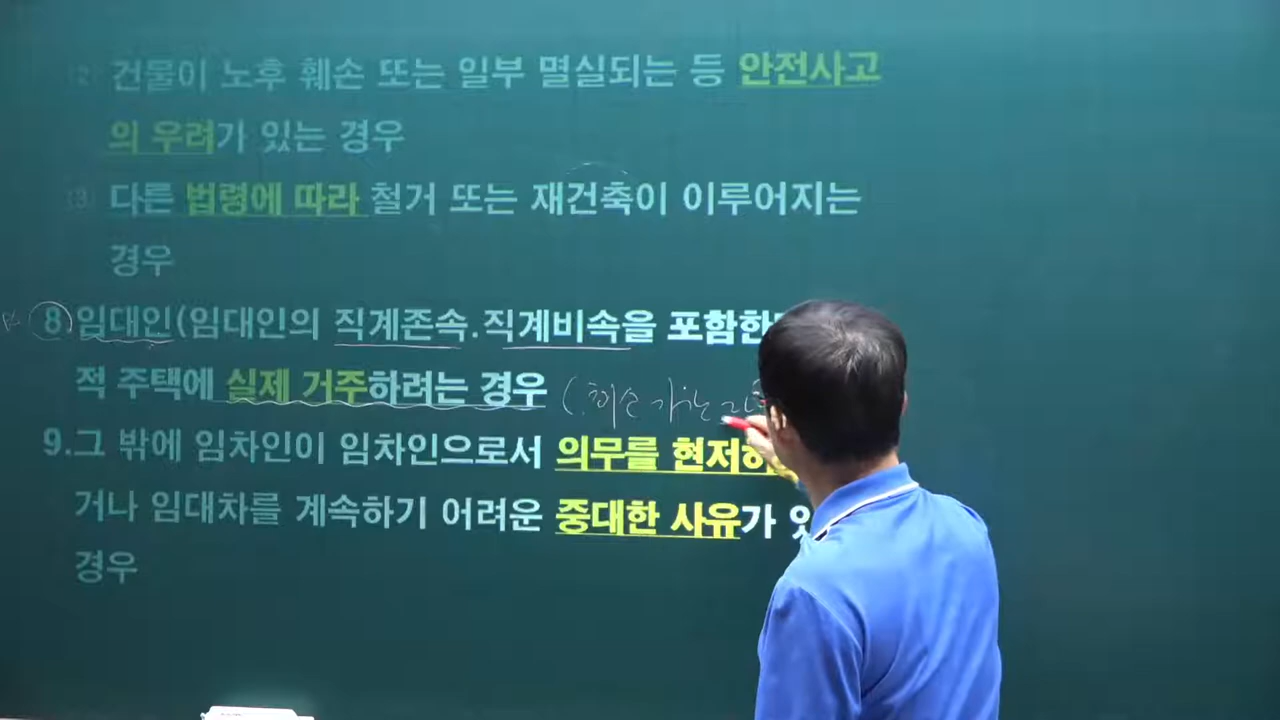 (2) 건물이 노후 훼손 또는 일부 멸실되는 등 안전사고
의 우려가 있는 경우
(3) 다른 법령에 따라 철거 또는 재건축이 이루어지는
경우
8.임대인(임대인의 직계존속.직계비속을 포함한
적 주택에 실제 거주하려는 경우 (
9.그 밖에 임차인이 임차인으로서 의무를 현저하
거나 임대차를 계속하기 어려운 중대한 사유가
경우